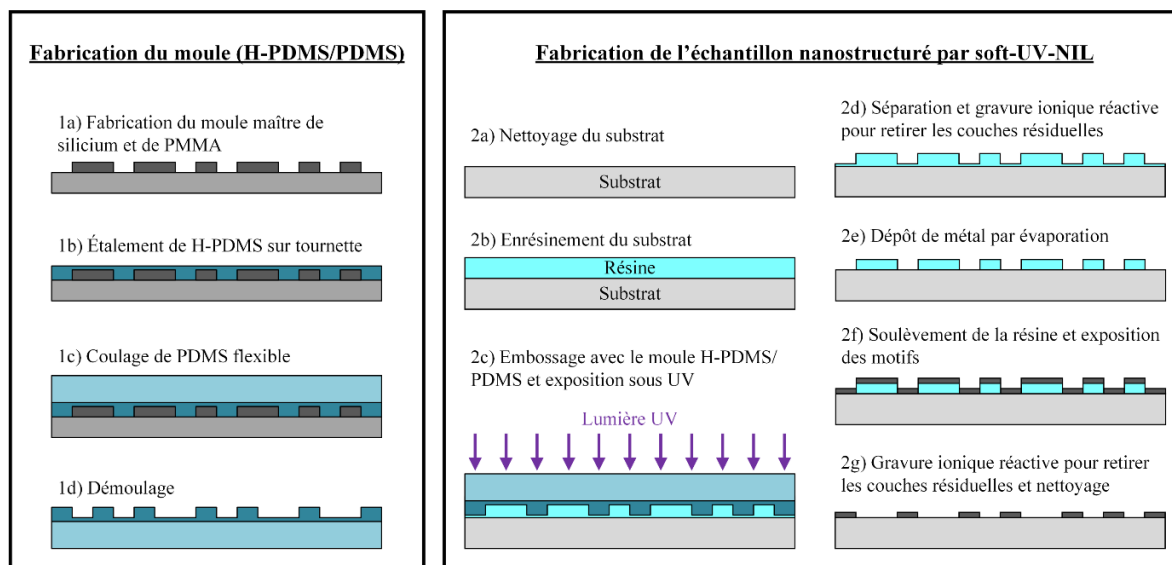 Fabrication du moule (H-PDMS/PDMS)
1a) Fabrication du moule maître de
silicium et de PMMA
1b) Étalement de H-PDMS sur tournette
1c) Coulage de PDMS flexible
1d) Démoulage
Fabrication de l'échantillon nanostructuré par soft-UV-NIL
2a) Nettoyage du substrat
Substrat
2b) Enrésinement du substrat
Résine
Substrat
2c) Embossage avec le moule H-PDMS/
PDMS et exposition sous UV
Lumière UV
2d) Séparation et gravure ionique réactive
pour retirer les couches résiduelles
2e) Dépôt de métal par évaporation
2f) Soulèvement de la résine et exposition
des motifs
2g) Gravure ionique réactive pour retirer
les couches résiduelles et nettoyage